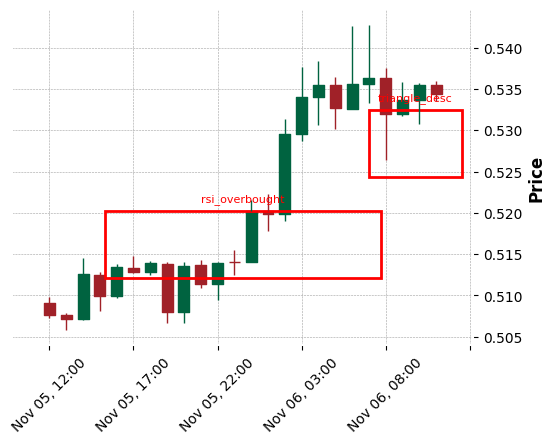 0.540
0.535
triangle_desc
0.530
0.525
Price
0.520
rsi_overbought
0.515
0.510
0.505
Nov 05, 12:00
Nov 05, 17:00
Nov 05, 22:00
Nov 06, 03:00
Nov 06, 08:00